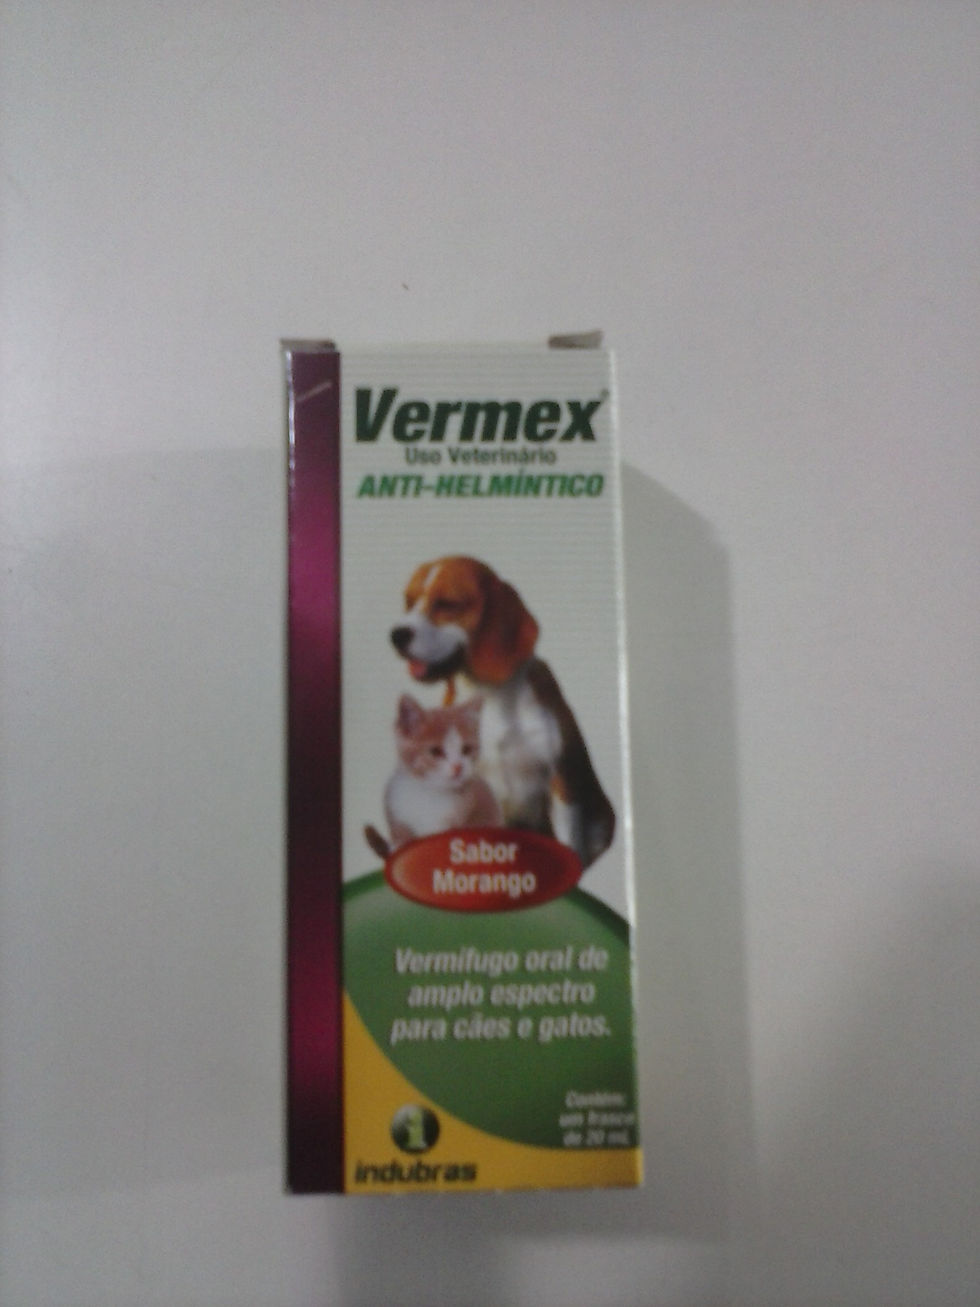 Vermex®
Uso Veterinário
ANTI-HELMÍNTICO
Sabor
Morango
Vermífugo oral de
amplo espectro
para cães e gatos.
Contém:
um frasco
de 20 mL
i
indubras